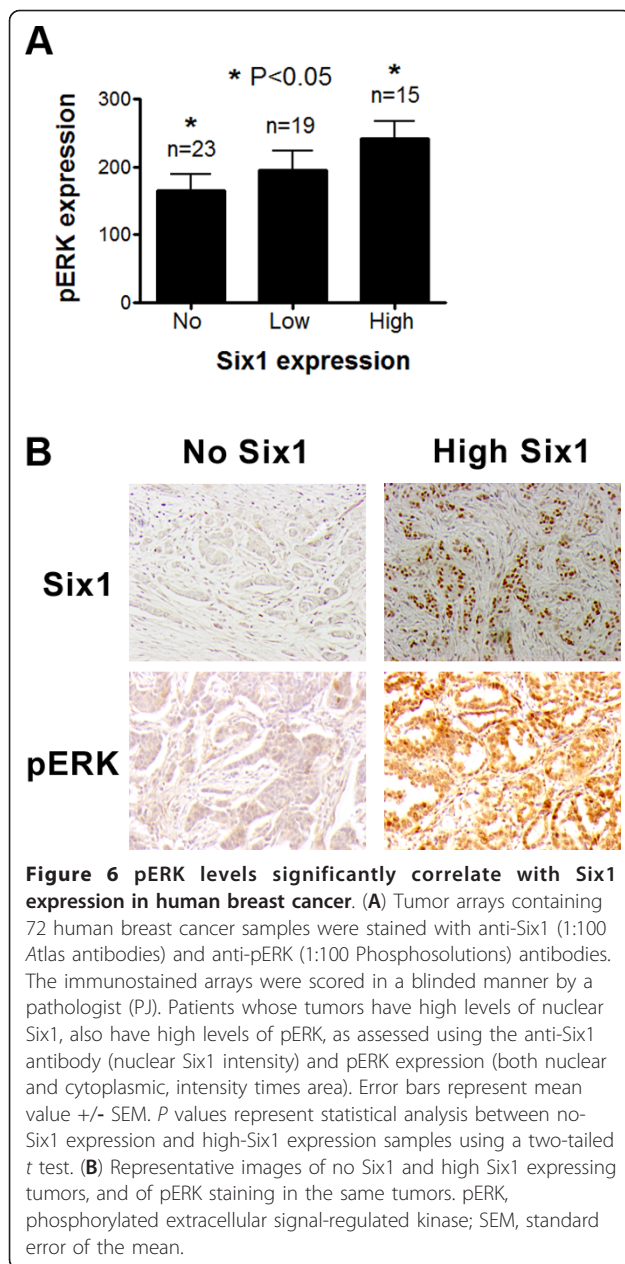 A
* P<0.05
*
n=23
n=19
*
n=15
300
200
100
0
pERK expression
No
Low
High
Six1 expression
B
No Six1
High Six1
Six1
pERK
Figure 6 pERK levels significantly correlate with Six1
expression in human breast cancer. (A) Tumor arrays containing
72 human breast cancer samples were stained with anti-Six1 (1:100
Atlas antibodies) and anti-pERK (1:100 Phosphosolutions) antibodies.
The immunostained arrays were scored in a blinded manner by a
pathologist (PJ). Patients whose tumors have high levels of nuclear
Six1, also have high levels of pERK, as assessed using the anti-Six1
antibody (nuclear Six1 intensity) and pERK expression (both nuclear
and cytoplasmic, intensity times area). Error bars represent mean
value +/- SEM. P values represent statistical analysis between no-
Six1 expression and high-Six1 expression samples using a two-tailed
t test. (B) Representative images of no Six1 and high Six1 expressing
tumors, and of pERK staining in the same tumors. pERK,
phosphorylated extracellular signal-regulated kinase; SEM, standard
error of the mean.